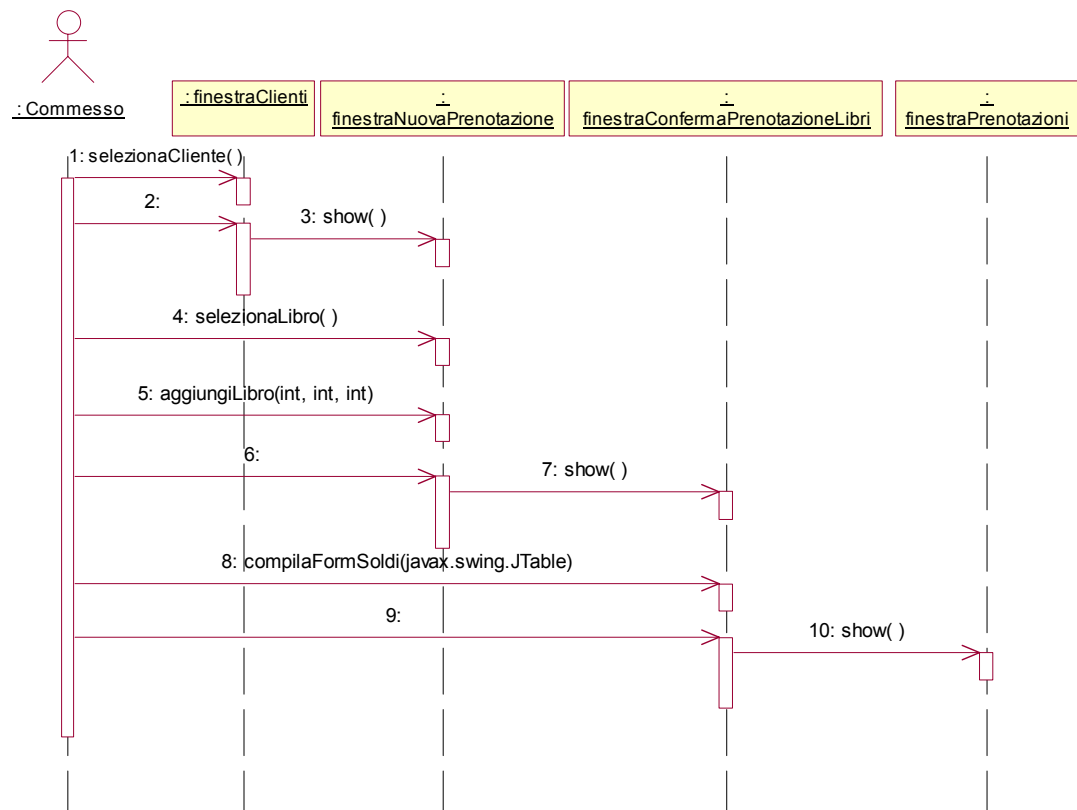 : Commesso
: finestraClienti
:
finestraNuovaPrenotazione
:
finestraConfermaPrenotazioneLibri
:
finestraPrenotazioni
1: selezionaCliente( )
2:
3: show( )
4: selezionaLibro( )
5: aggiungiLibro(int, int, int)
6:
7: show( )
8: compilaFormSoldi(javax.swing.JTable)
9:
10: show( )